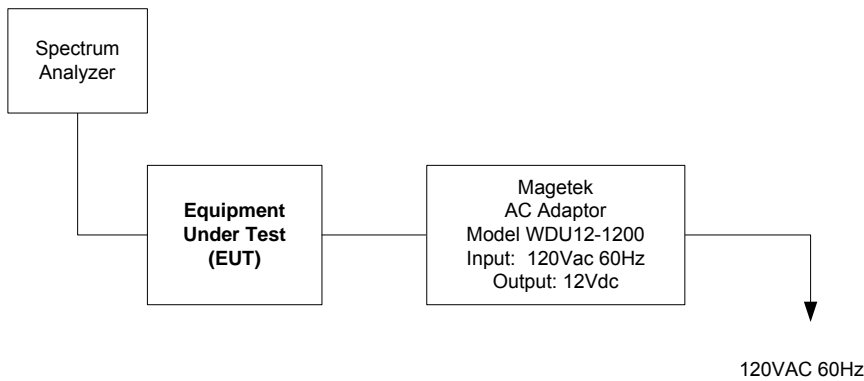 Spectrum
Analyzer
Equipment
Under Test
(EUT)
Magetek
AC Adaptor
Model WDU12-1200
Input:  120Vac 60Hz
Output: 12Vdc
120VAC 60Hz